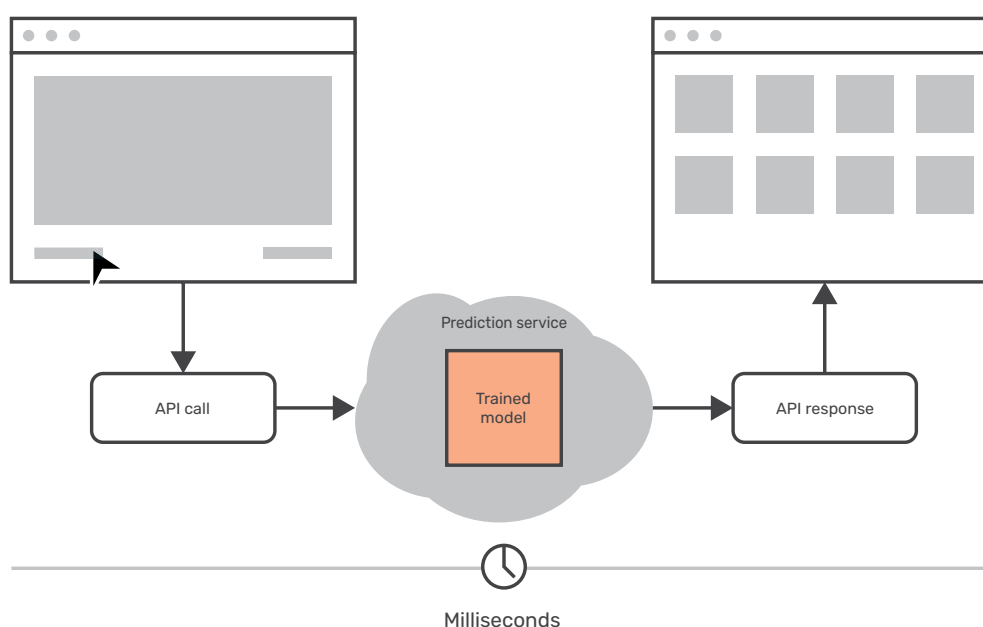 Prediction service
API call
Trained
model
API response
Milliseconds